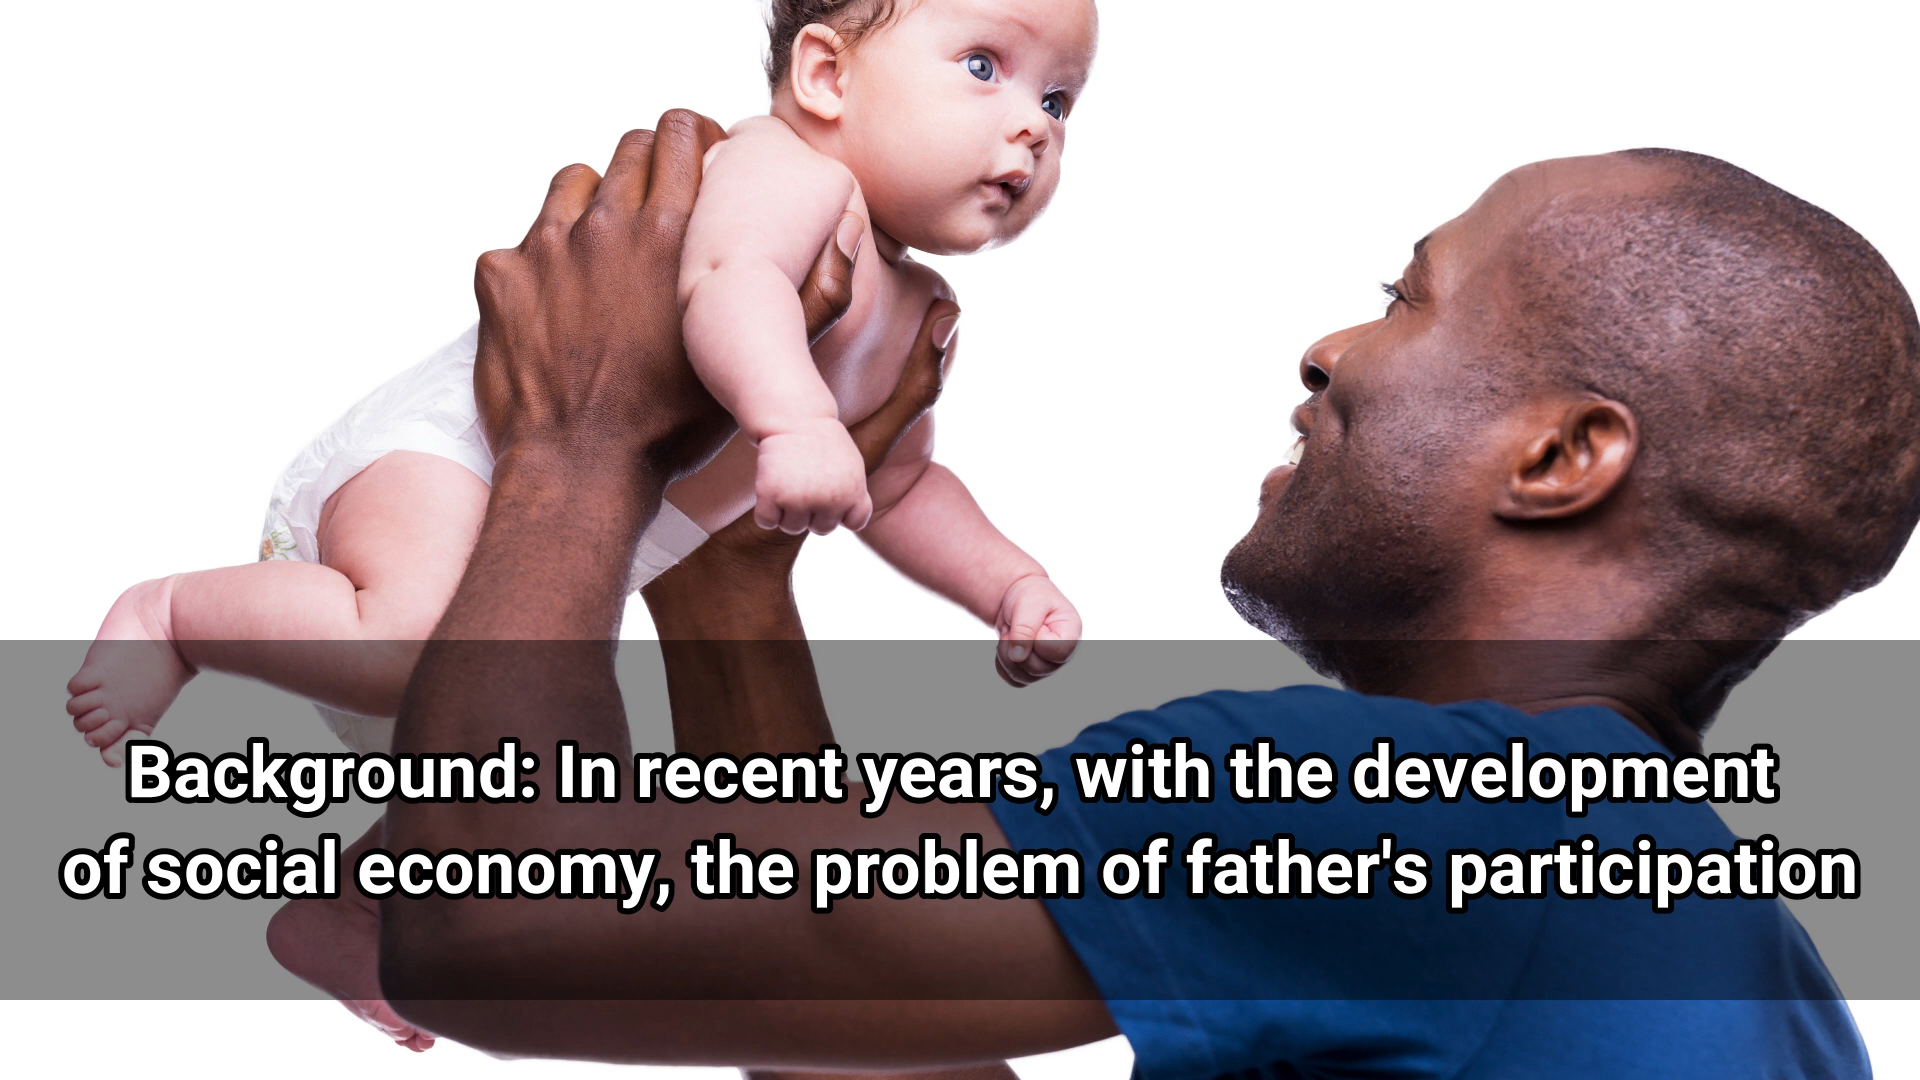 Background: In recent years, with the development
of social economy, the problem of father's participation